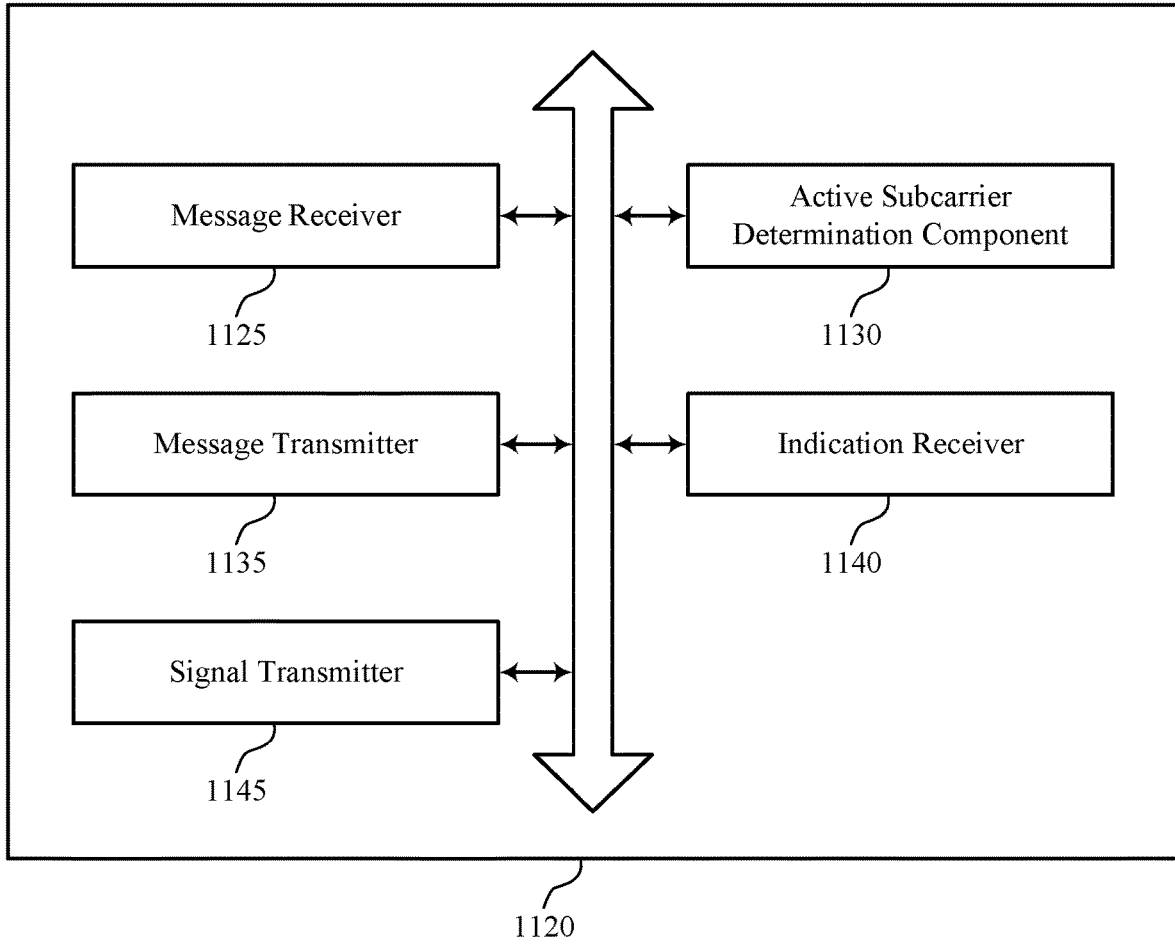 Message Receiver
1125
Active Subcarrier
Determination Component
1130
Message Transmitter
1135
Indication Receiver
1140
Signal Transmitter
1145
1120